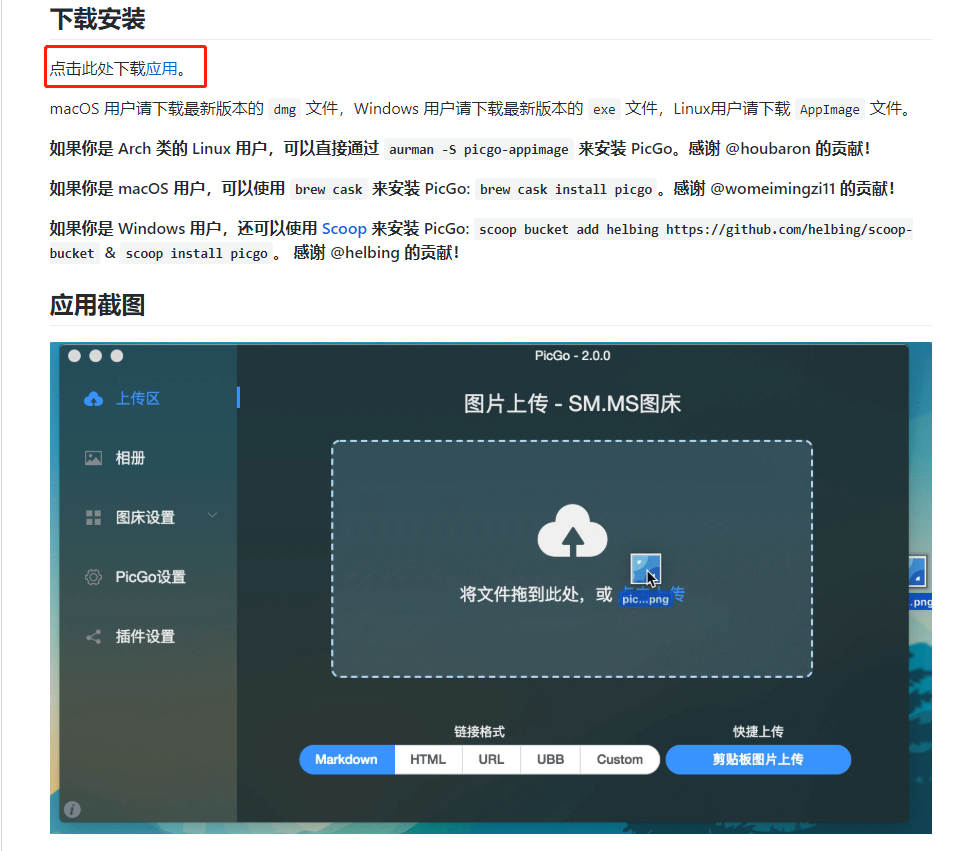 下载安装
点击此处下载应用。
macOS 用户请下载最新版本的 dmg 文件，Windows 用户请下载最新版本的 exe 文件，Linux用户请下载 AppImage 文件。
如果你是 Arch 类的 Linux 用户，可以直接通过 aurman -S picgo-appimage 来安装 PicGo。感谢 @houbaron 的贡献！
如果你是 macOS 用户，可以使用 brew cask 来安装 PicGo: brew cask install picgo 。感谢 @womeimingzi11 的贡献！
如果你是 Windows 用户，还可以使用 Scoop 来安装 PicGo: scoop bucket add helbing https://github.com/helbing/scoop-
bucket & scoop install picgo 。 感谢 @helbing 的贡献！
应用截图
PicGo - 2.0.0
上传区
图片上传 - SM.MS图床
相册
图床设置
PicGo设置
将文件拖到此处，或
pic...png
.png
插件设置
链接格式
快捷上传
Markdown HTML URL UBB Custom
剪贴板图片上传